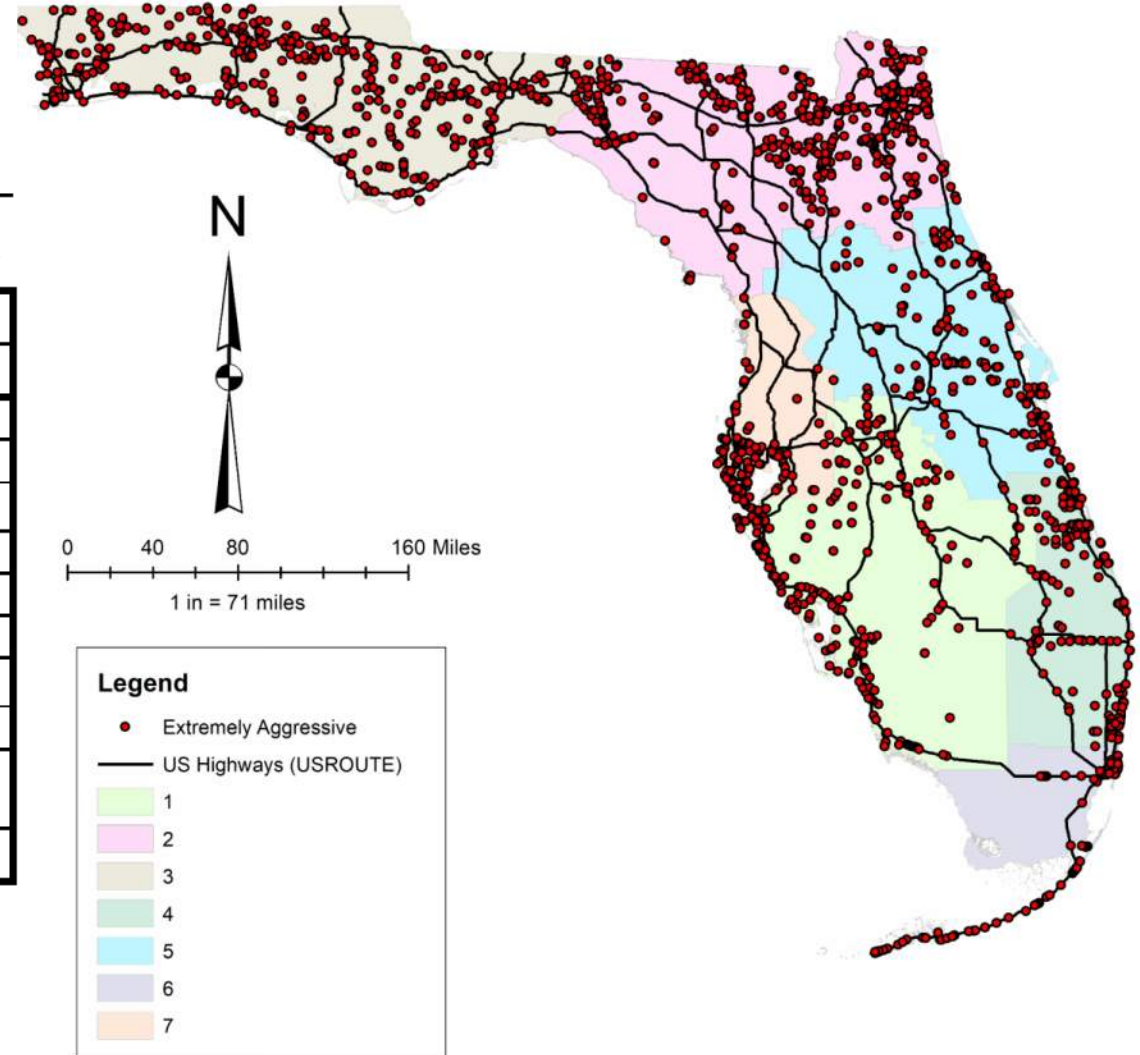 N
0 40 80 160 Miles
1 in = 71 miles
Legend
Extremely Aggressive
US Highways (USROUTE)
1
2
3
4
5
6
7